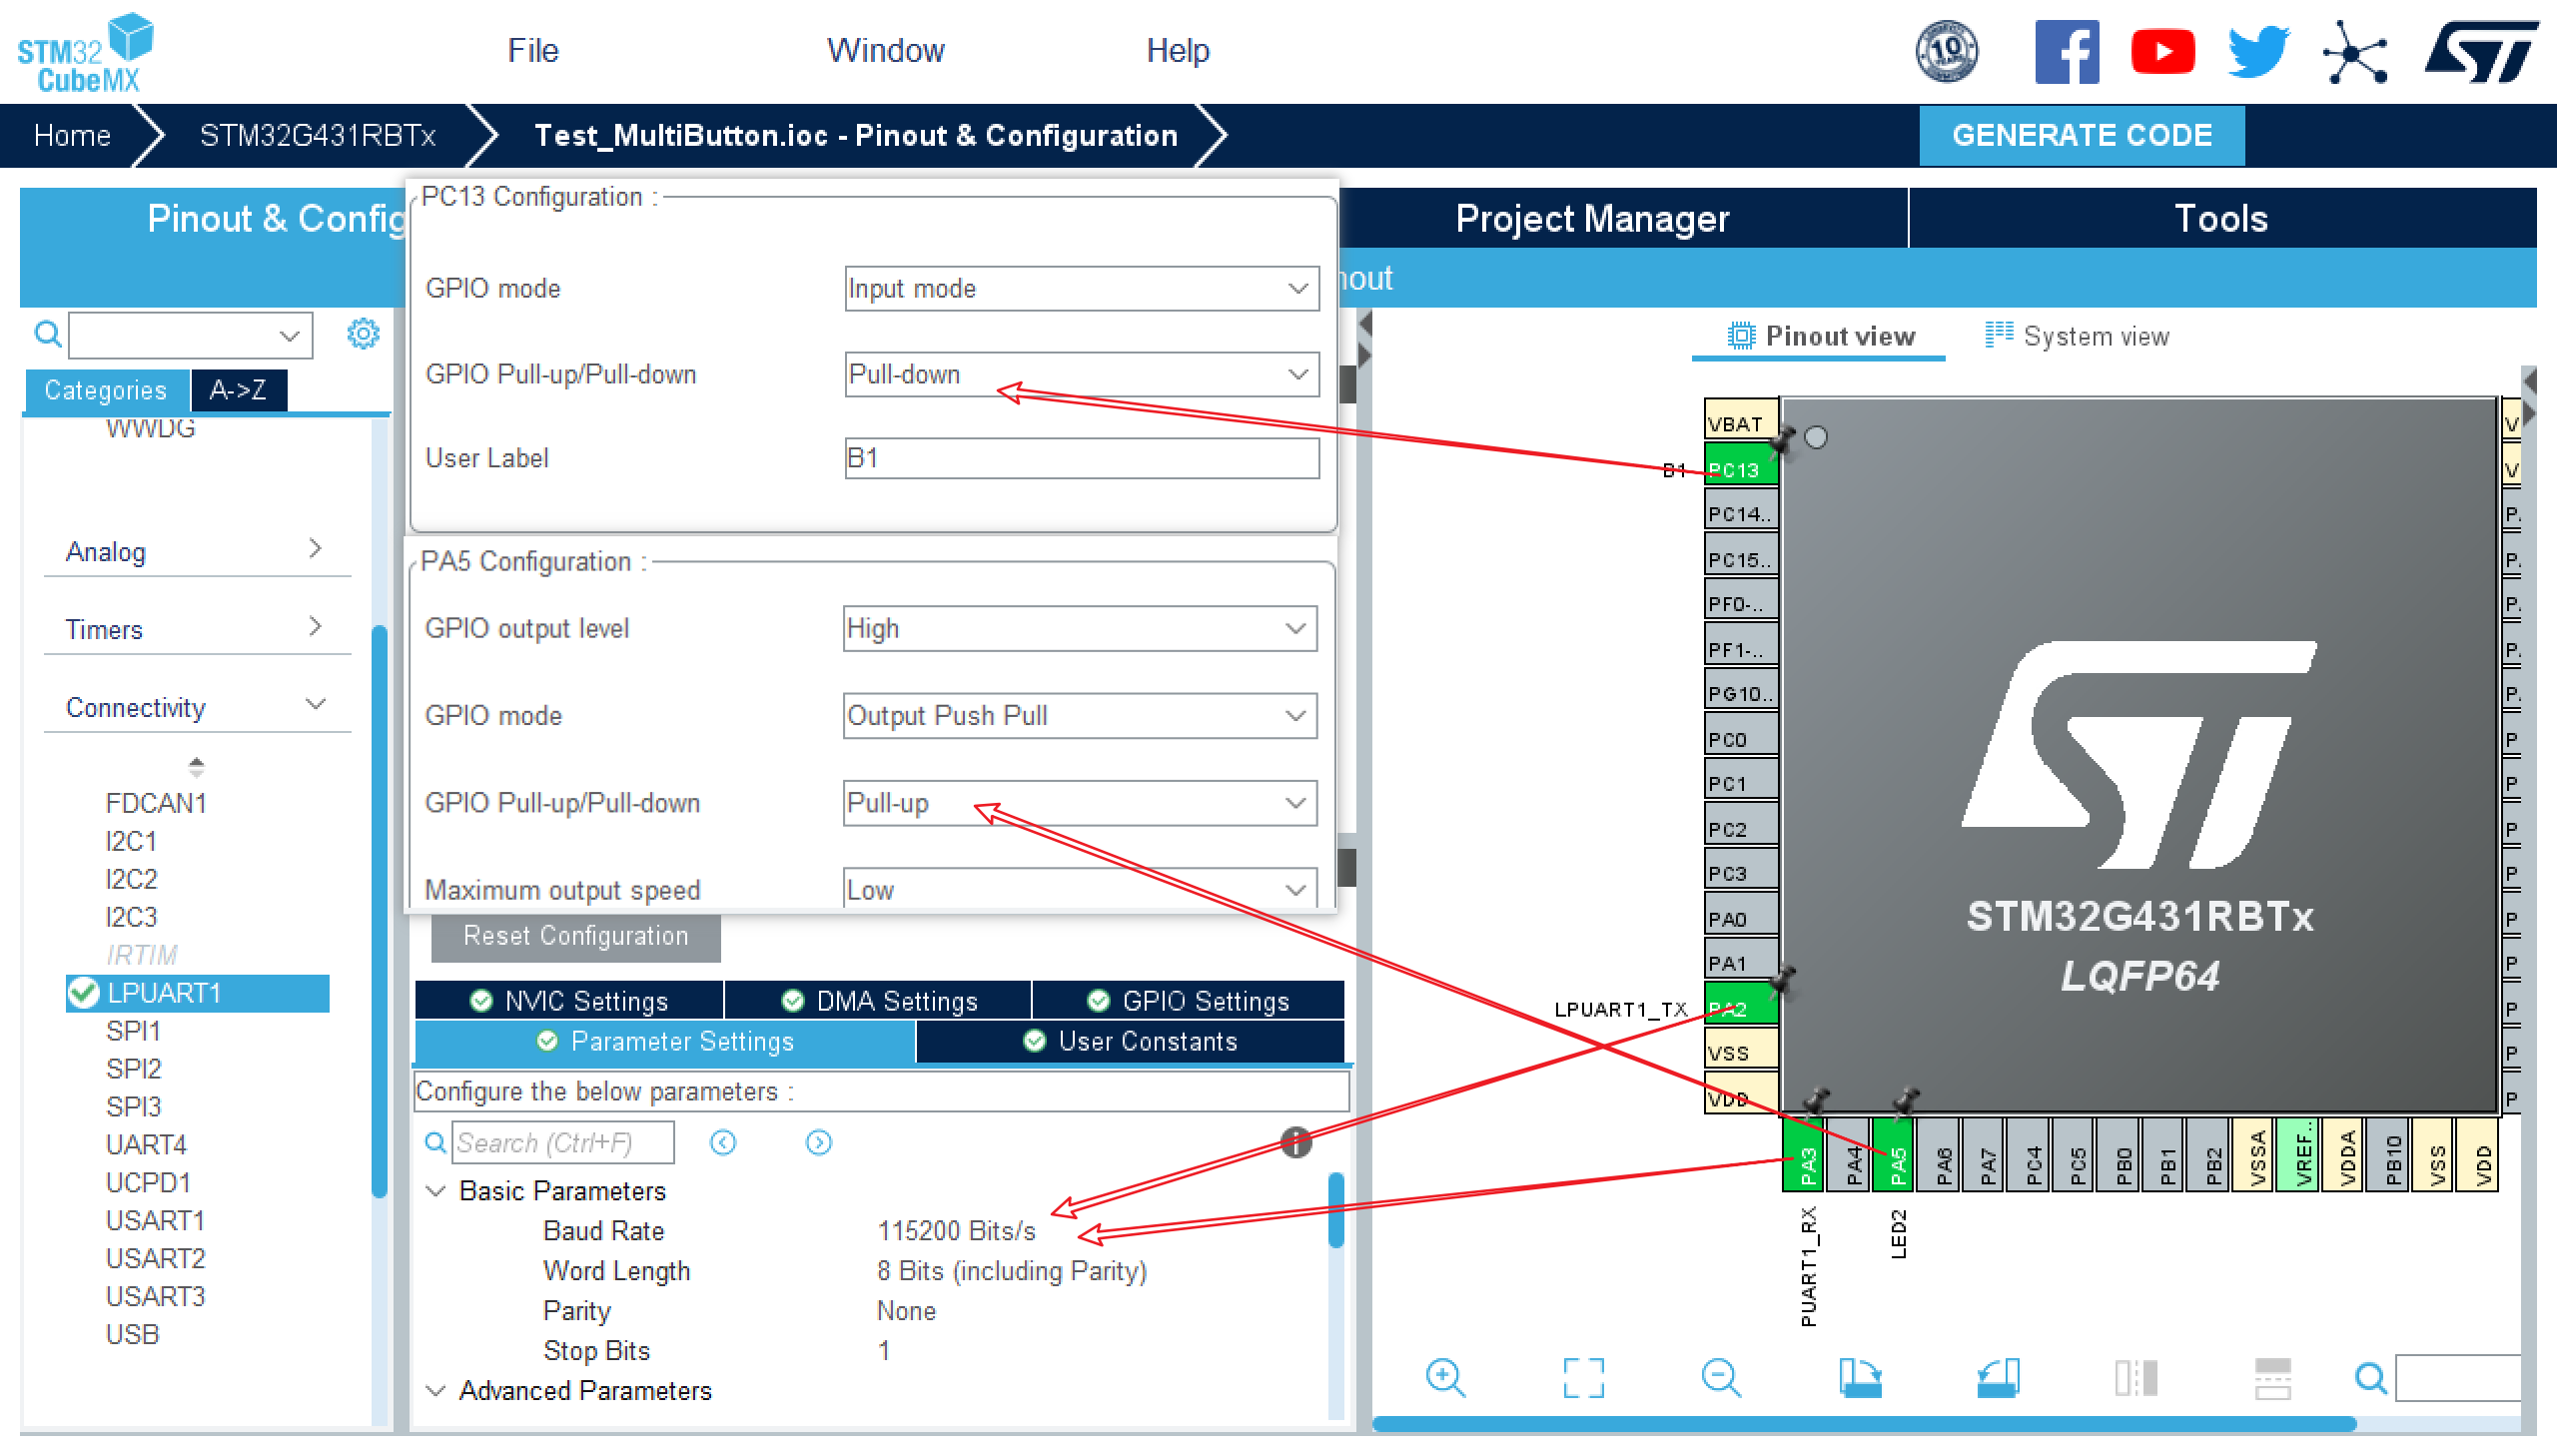 STM32
CubeMX
File
Window
Help
10
YEARS
Home
STM32G431RBTx
Test_MultiButton.ioc - Pinout & Configuration
GENERATE CODE
Pinout & Config
Project Manager
Tools
nout
Categories
A->Z
WWDG
Analog
Timers
Connectivity
FDCAN1
I2C1
I2C2
I2C3
IRTIM
LPUART1
SPI1
SPI2
SPI3
UART4
UCPD1
USART1
USART2
USART3
USB
PC13 Configuration :
GPIO mode
Input mode
GPIO Pull-up/Pull-down
Pull-down
User Label
B1
PA5 Configuration :
GPIO output level
High
GPIO mode
Output Push Pull
GPIO Pull-up/Pull-down
Pull-up
Maximum output speed
Low
Reset Configuration
NVIC Settings
DMA Settings
GPIO Settings
Parameter Settings
User Constants
Configure the below parameters :
Search (Ctrl+F)
Basic Parameters
Baud Rate
115200 Bits/s
Word Length
8 Bits (including Parity)
Parity
None
Stop Bits
1
Advanced Parameters
Pinout view
System view
VBAT
B1
PC13
PC14..
PC15..
PF0-..
PF1-..
PG10..
PC0
PC1
PC2
PC3
PA0
PA1
LPUART1_TX
PA2
VSS
VDD
STM32G431RBTx
LQFP64
PA3
PA4
PA5
PA6
PA7
PC4
PC5
PB0
PB1
PB2
VSSA
VREF..
VDDA
PB10
VSS
VDD
PUART1_RX
LED2